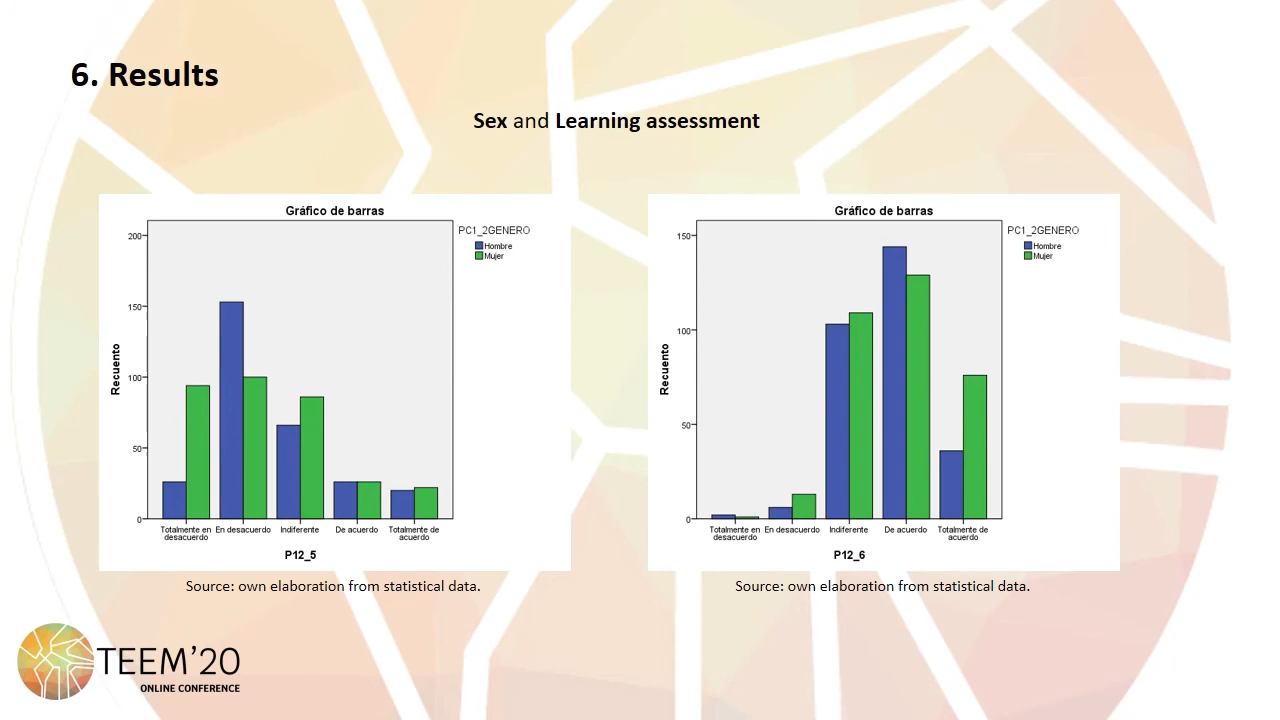 6. Results
Sex and Learning assessment
Gráfico de barras
PC1_2GENERO
Hombre
Mujer
200
150
100
50
0
Recuento
Totalmente en desacuerdo
En desacuerdo
Indiferente
De acuerdo
Totalmente de acuerdo
P12_5
Source: own elaboration from statistical data.
Gráfico de barras
PC1_2GENERO
Hombre
Mujer
150
100
50
0
Recuento
Totalmente en desacuerdo
En desacuerdo
Indiferente
De acuerdo
Totalmente de acuerdo
P12_6
Source: own elaboration from statistical data.
TEEM'20
ONLINE CONFERENCE